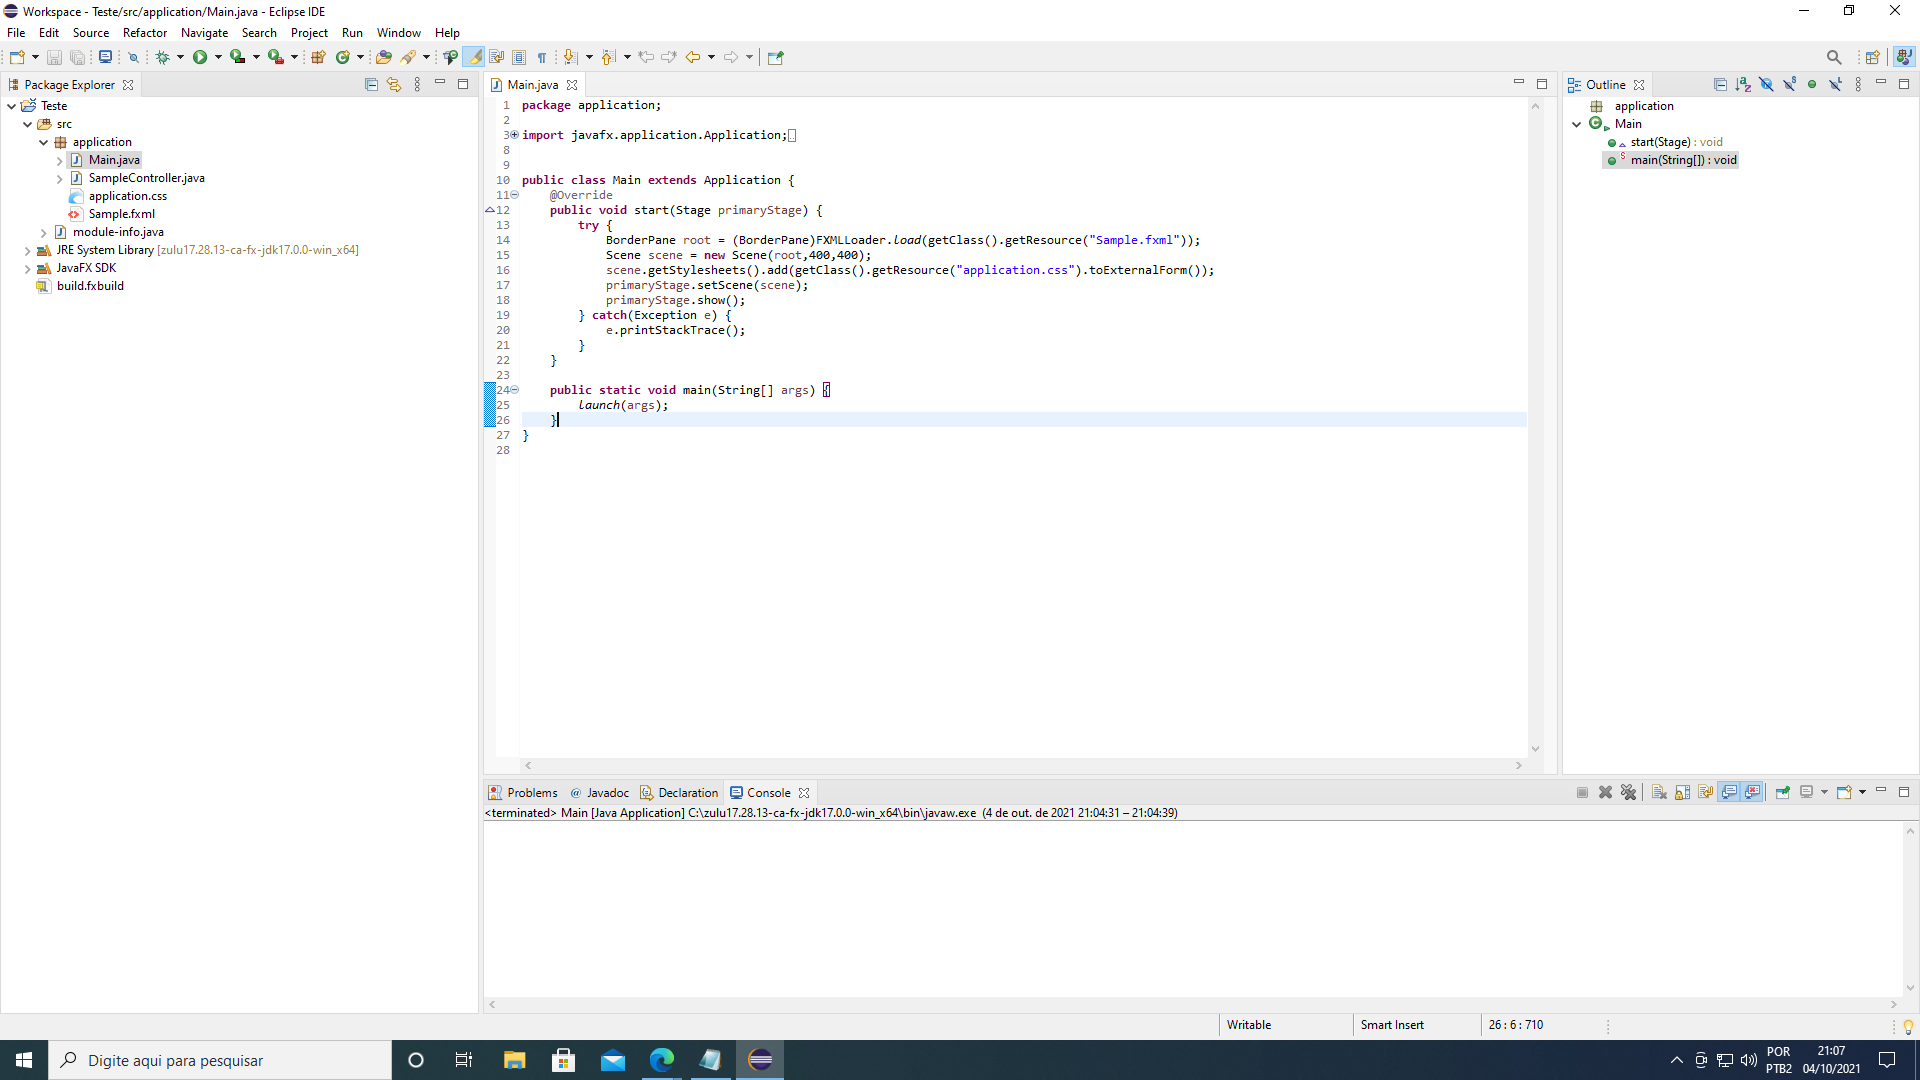 Workspace - Teste/src/application/Main.java - Eclipse IDE
File Edit Source Refactor Navigate Search Project Run Window Help
Package Explorer
Teste
src
application
Main.java
SampleController.java
application.css
Sample.fxml
module-info.java
JRE System Library [zulu17.28.13-ca-fx-jdk17.0.0-win_x64]
JavaFX SDK
build.fxbuild
Main.java
1 package application;
2
3 import javafx.application.Application;
8
9
10 public class Main extends Application {
11 @Override
12 public void start(Stage primaryStage) {
13 try {
14 BorderPane root = (BorderPane)FXMLLoader.load(getClass().getResource("Sample.fxml"));
15 Scene scene = new Scene(root,400,400);
16 scene.getStylesheets().add(getClass().getResource("application.css").toExternalForm());
17 primaryStage.setScene(scene);
18 primaryStage.show();
19 } catch(Exception e) {
20 e.printStackTrace();
21 }
22 }
23
24 public static void main(String[] args) {
25 launch(args);
26 }
27 }
28
Outline
application
Main
start(Stage) : void
main(String[]) : void
Problems @ Javadoc Declaration Console
<terminated> Main [Java Application] C:\zulu17.28.13-ca-fx-jdk17.0.0-win_x64\bin\javaw.exe (4 de out. de 2021 21:04:31 – 21:04:39)
Writable Smart Insert 26 : 6 : 710
Digite aqui para pesquisar
POR
PTB2
21:07
04/10/2021